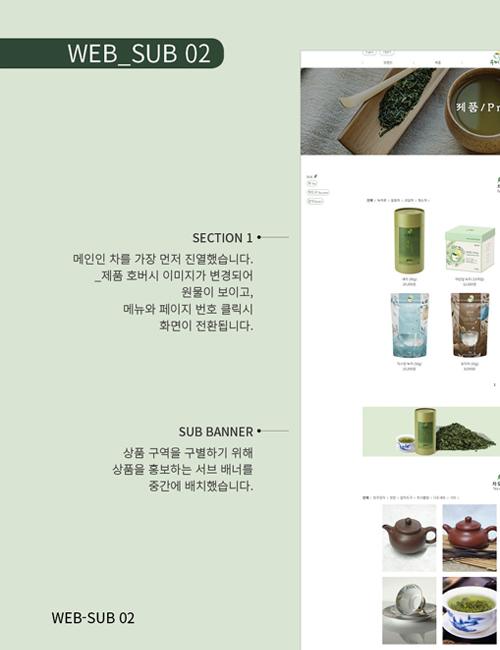 WEB_SUB 02
제품/Pr
SECTION 1
메인인 차를 가장 먼저 진열했습니다.
_제품 호버시 이미지가 변경되어
원물이 보이고,
메뉴와 페이지 번호 클릭시
화면이 전환됩니다.
SUB BANNER
상품 구역을 구별하기 위해
상품을 홍보하는 서브 배너를
중간에 배치했습니다.
WEB-SUB 02